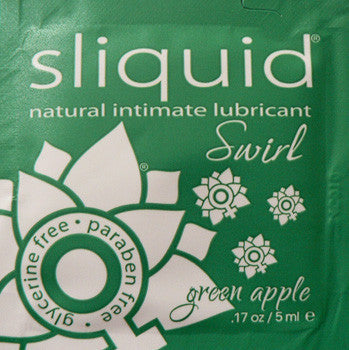 sliquid®
natural intimate lubricant
Swirl
®
glycerine free • paraben free •
green apple
.17 oz / 5 ml e